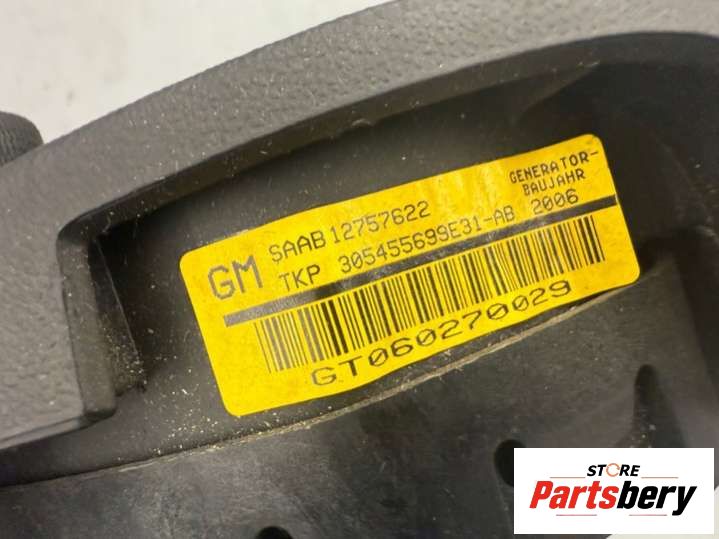 GM SAAB 12757622
GENERATOR-
BAUJAHR
TKP 305455699E31-AB 2006
GT060270029
STORE
Partsbery